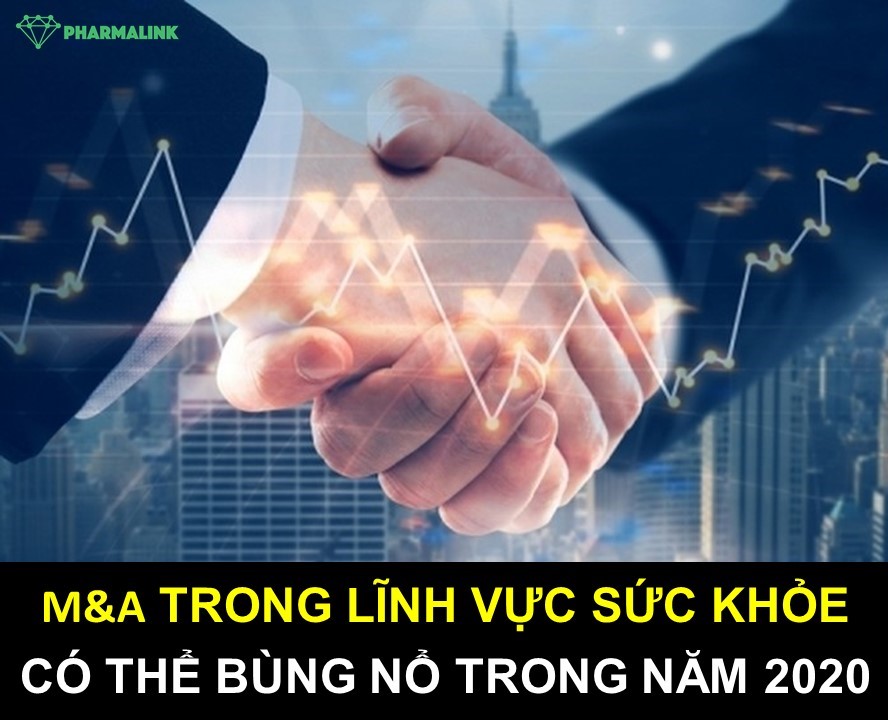 PHARMALINK
M&A TRONG LĨNH VỰC SỨC KHỎE
CÓ THỂ BÙNG NỔ TRONG NĂM 2020